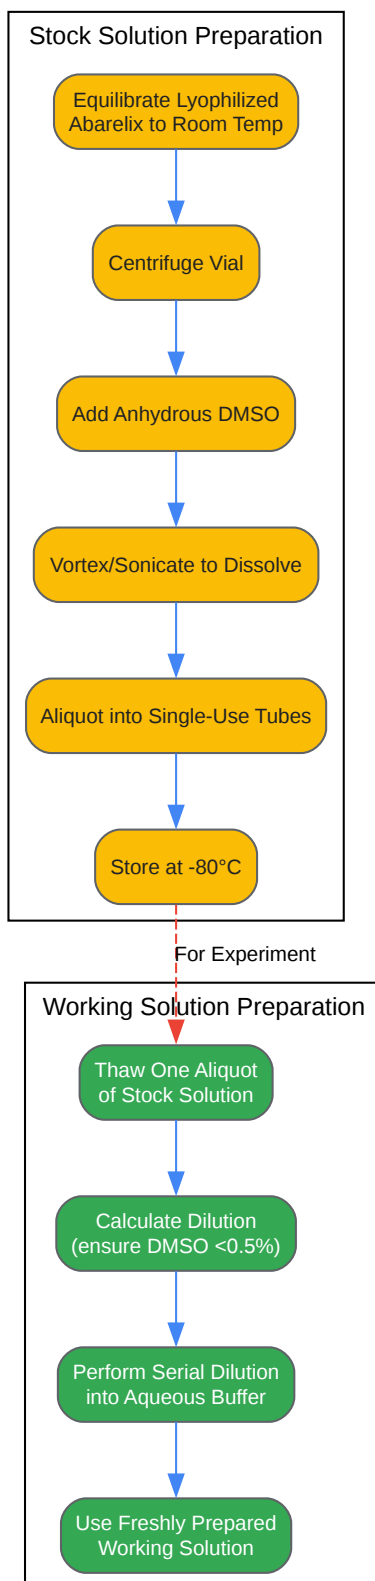 Stock Solution Preparation
Equilibrate Lyophilized
Abarelix to Room Temp
Centrifuge Vial
Add Anhydrous DMSO
Vortex/Sonicate to Dissolve
Aliquot into Single-Use Tubes
Store at -80°C
For Experiment
Working Solution Preparation
Thaw One Aliquot
of Stock Solution
Calculate Dilution
(ensure DMSO <0.5%)
Perform Serial Dilution
into Aqueous Buffer
Use Freshly Prepared
Working Solution